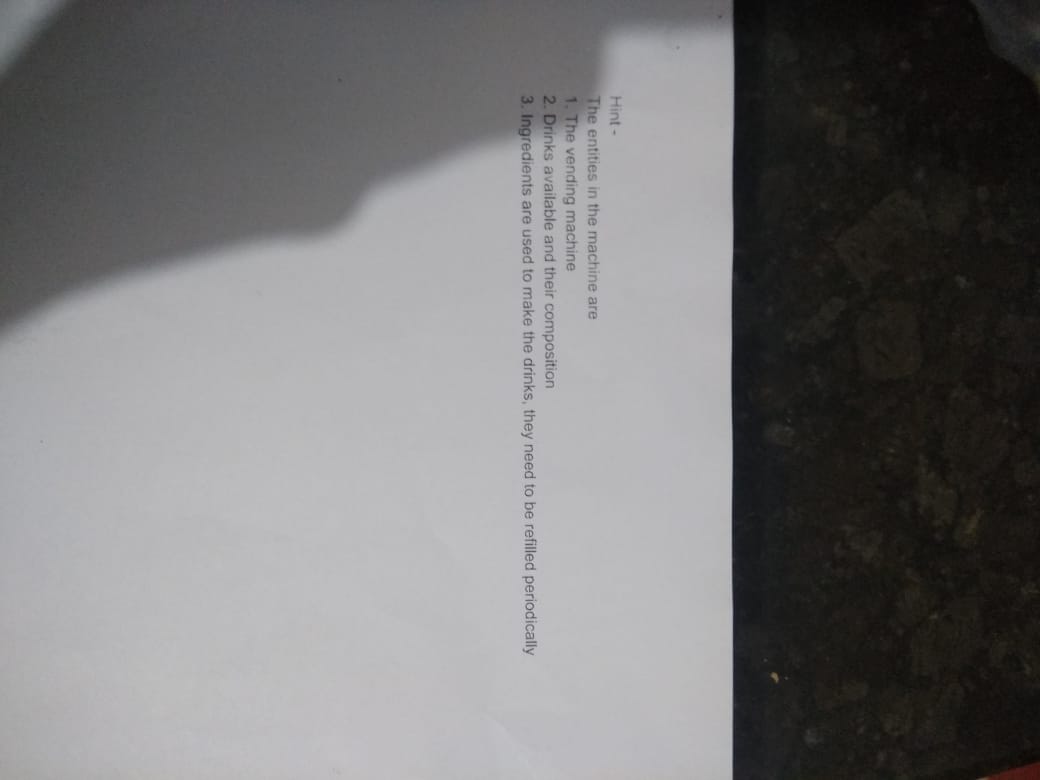 Hint -
The entities in the machine are
1. The vending machine
2. Drinks available and their composition
3. Ingredients are used to make the drinks, they need to be refilled periodically